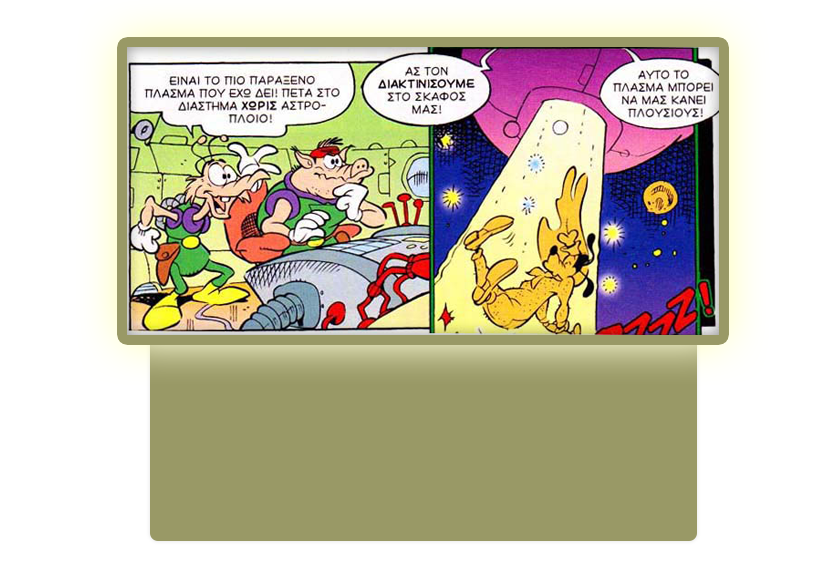 ΕΙΝΑΙ ΤΟ ΠΙΟ ΠΑΡΑΞΕΝΟ
ΠΛΑΣΜΑ ΠΟΥ ΕΧΩ ΔΕΙ! ΠΕΤΑ ΣΤΟ
ΔΙΑΣΤΗΜΑ ΧΩΡΙΣ ΑΣΤΡΟ-
ΠΛΟΙΟ!
ΑΣ ΤΟΝ
ΔΙΑΚΤΙΝΙΣΟΥΜΕ
ΣΤΟ ΣΚΑΦΟΣ
ΜΑΣ!
ΑΥΤΟ ΤΟ
ΠΛΑΣΜΑ ΜΠΟΡΕΙ
ΝΑ ΜΑΣ ΚΑΝΕΙ
ΠΛΟΥΣΙΟΥΣ!